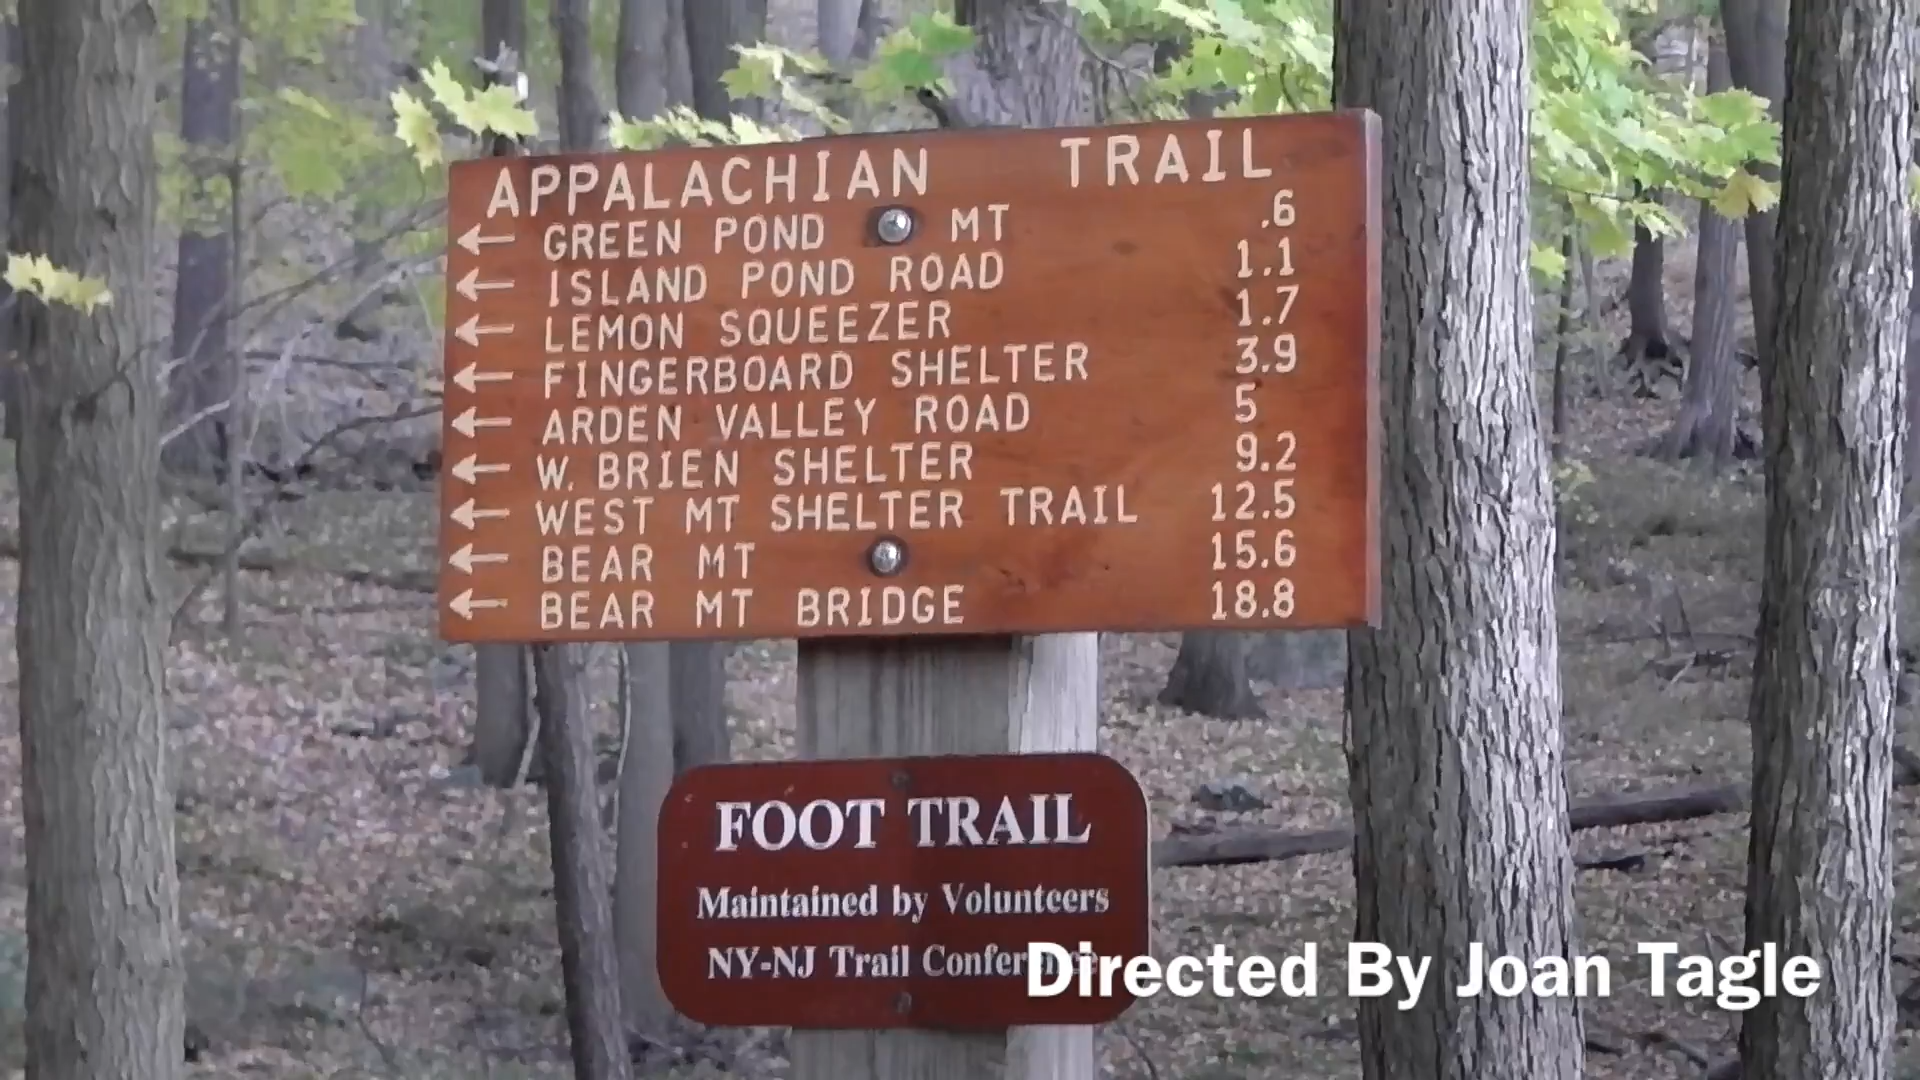 APPALACHIAN TRAIL
← GREEN POND MT .6
← ISLAND POND ROAD 1.1
← LEMON SQUEEZER 1.7
← FINGERBOARD SHELTER 3.9
← ARDEN VALLEY ROAD 5
← W. BRIEN SHELTER 9.2
← WEST MT SHELTER TRAIL 12.5
← BEAR MT 15.6
← BEAR MT BRIDGE 18.8
FOOT TRAIL
Maintained by Volunteers
NY-NJ Trail Conference
Directed By Joan Tagle